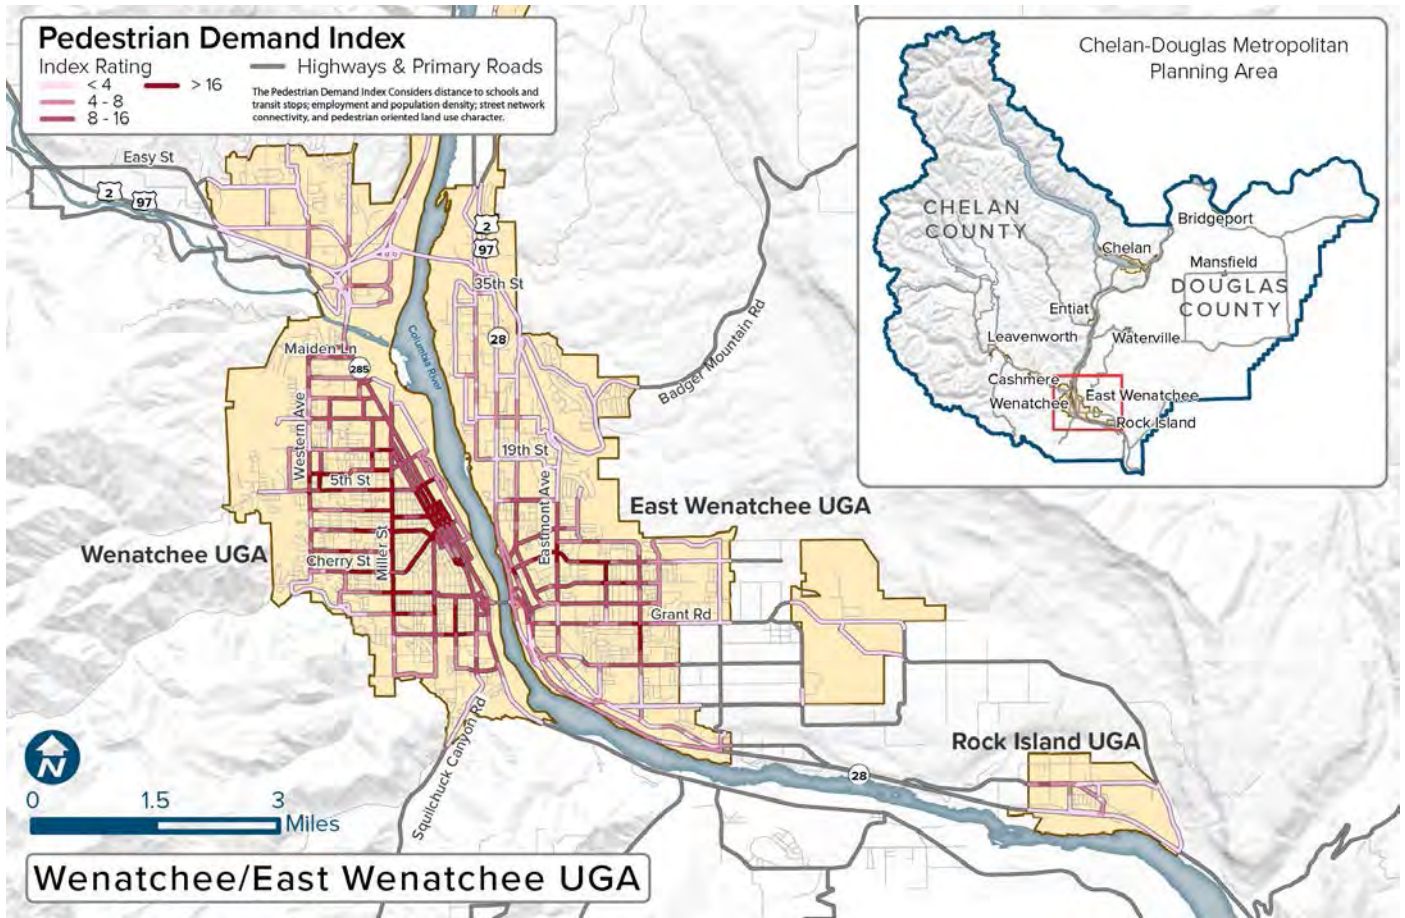 Pedestrian Demand Index
Index Rating
< 4
4 - 8
8 - 16
> 16
Highways & Primary Roads
The Pedestrian Demand Index Considers distance to schools and
transit stops; employment and population density; street network
connectivity, and pedestrian oriented land use character.
Chelan-Douglas Metropolitan
Planning Area
CHELAN
COUNTY
Bridgeport
Chelan
Mansfield
DOUGLAS
COUNTY
Entiat
Leavenworth
Waterville
Cashmere
Wenatchee
East Wenatchee
Rock Island
Easy St
2
97
2
97
35th St
28
Columbia River
Badger Mountain Rd
Maiden Ln
285
Western Ave
19th St
5th St
Eastmont Ave
East Wenatchee UGA
Miller St
Wenatchee UGA
Cherry St
Grant Rd
Squilchuck Canyon Rd
Rock Island UGA
28
N
0
1.5
3
Miles
Wenatchee/East Wenatchee UGA